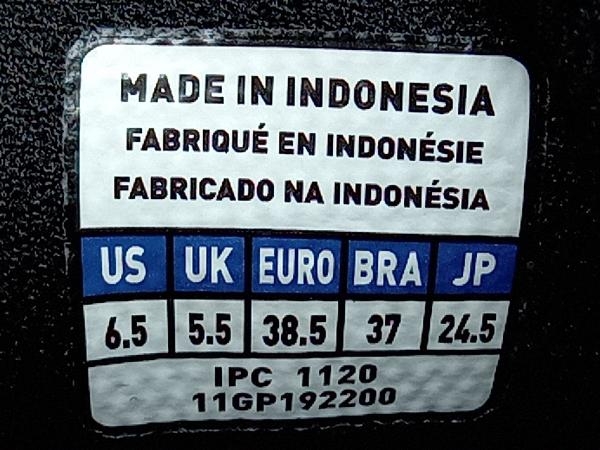 MADE IN INDONESIA
FABRIQUÉ EN INDONÉSIE
FABRICADO NA INDONÉSIA
US UK EURO BRA JP
6.5 5.5 38.5 37 24.5
IPC 1120
11GP192200